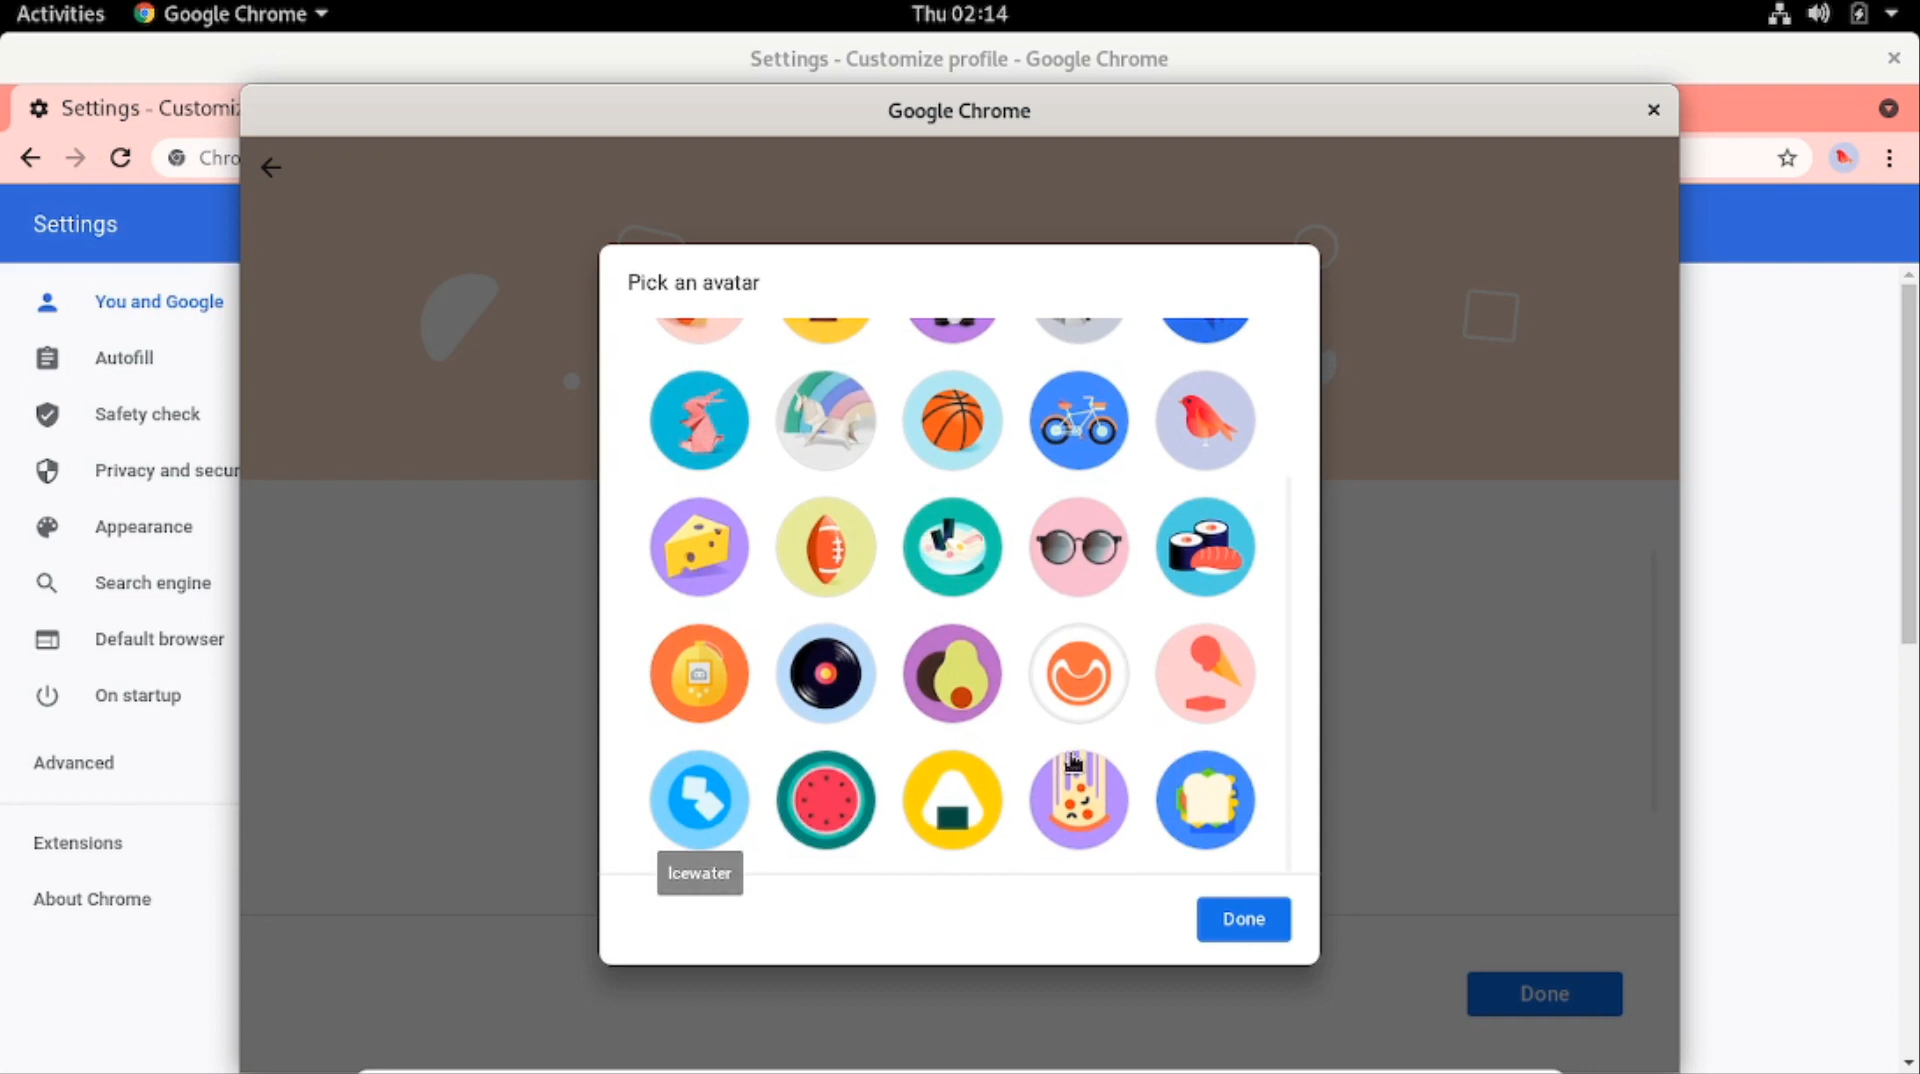 Activities
Google Chrome
Thu 02:14
Settings - Customize profile - Google Chrome
Settings - Customi
Google Chrome
Chro
Settings
Pick an avatar
You and Google
Autofill
Safety check
Privacy and secur
Appearance
Search engine
Default browser
On startup
Advanced
Extensions
About Chrome
Icewater
Done
Done